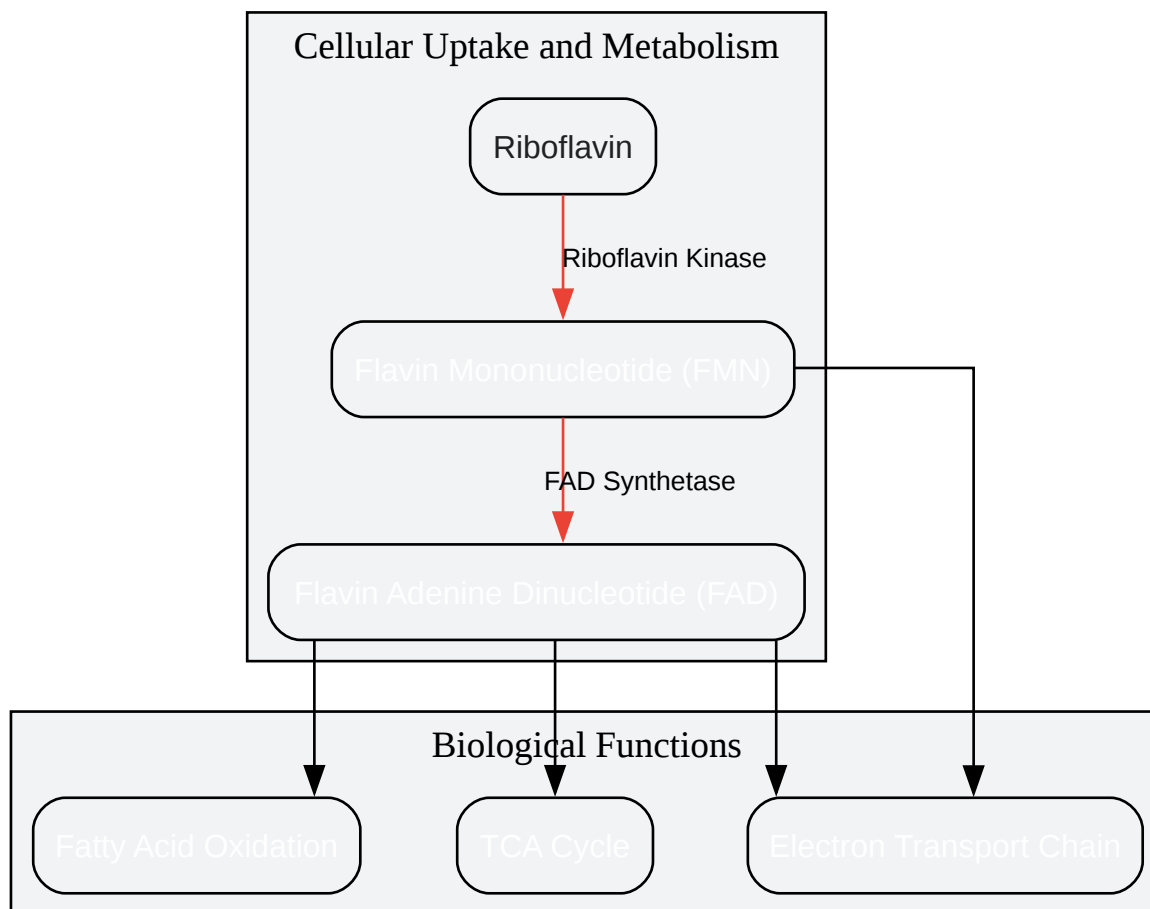 Cellular Uptake and Metabolism
Riboflavin
Riboflavin Kinase
Flavin Mononucleotide (FMN)
FAD Synthetase
Flavin Adenine Dinucleotide (FAD)
Biological Functions
Fatty Acid Oxidation
TCA Cycle
Electron Transport Chain